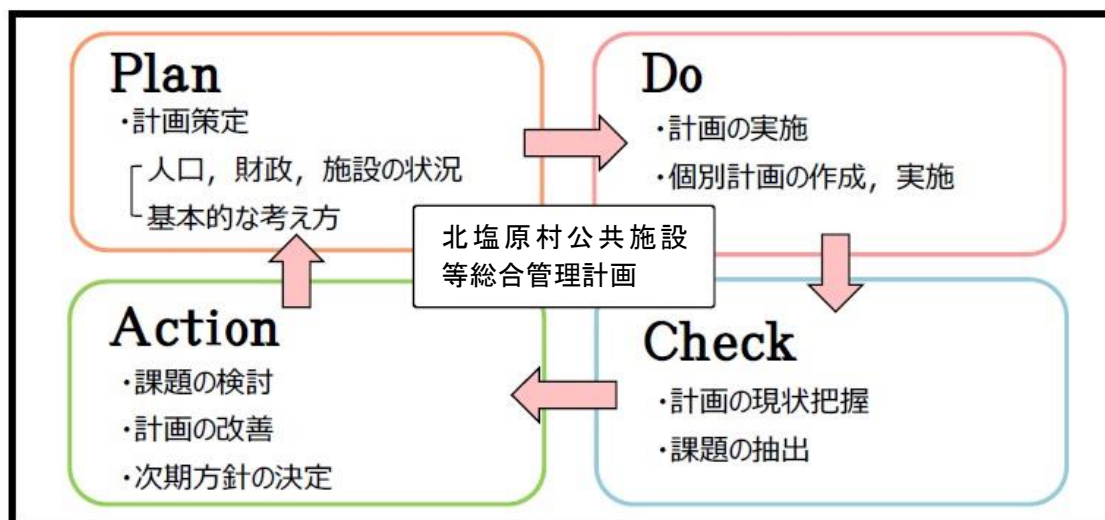 Plan
・計画策定
人口，財政，施設の状況
基本的な考え方
Do
・計画の実施
・個別計画の作成，実施
北塩原村公共施設
等総合管理計画
Action
・課題の検討
・計画の改善
・次期方針の決定
Check
・計画の現状把握
・課題の抽出